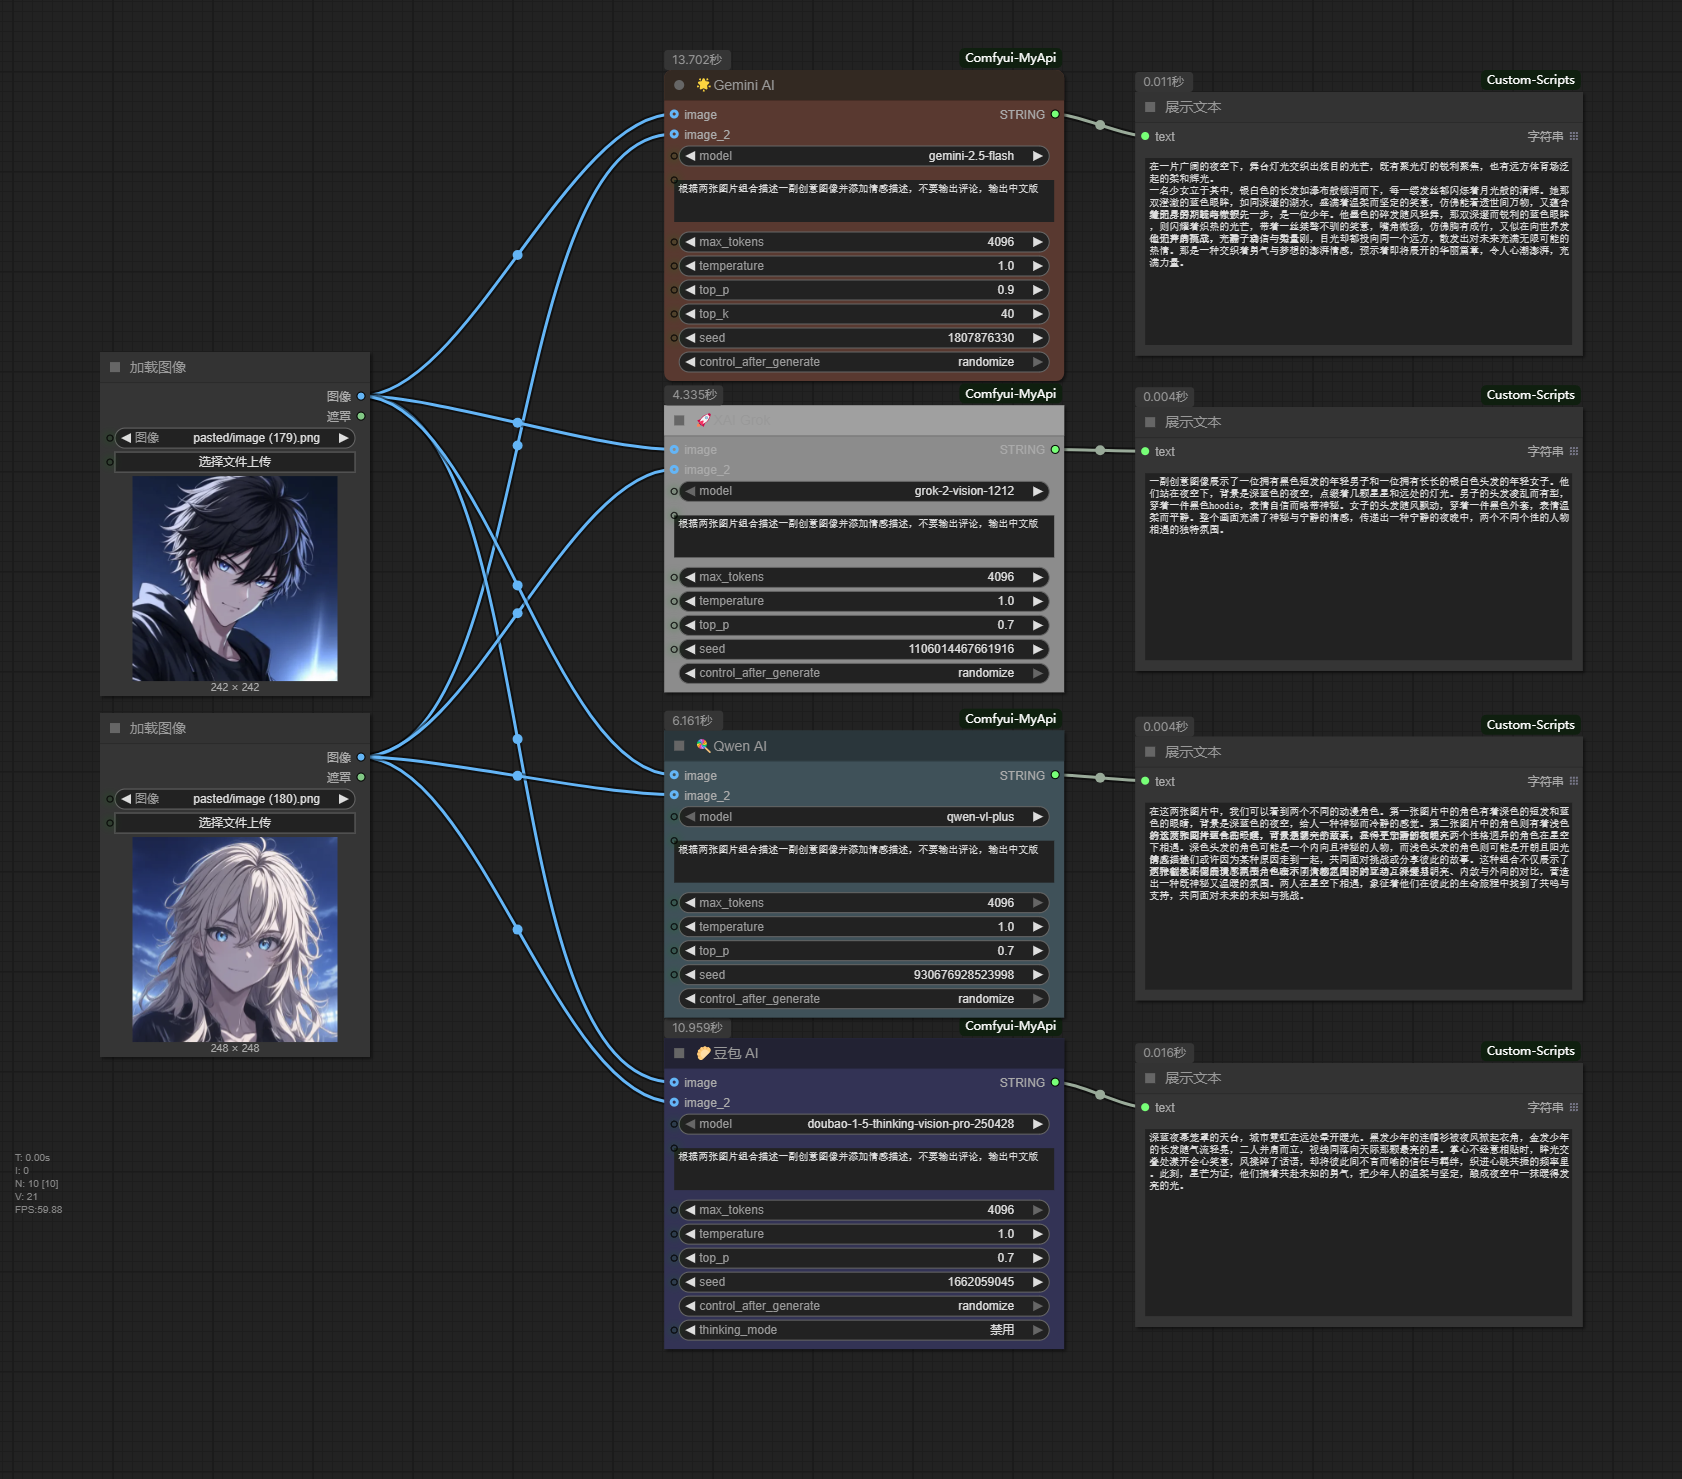 加载图像
图像
遮罩
图像 pasted/image (179).png
选择文件上传
242 × 242
加载图像
图像
遮罩
图像 pasted/image (180).png
选择文件上传
248 × 248
T: 0.00s
I: 0
N: 10 [10]
V: 21
FPS:59.88
13.702秒
Comfyui-MyApi
Gemini AI
image STRING
image_2
model gemini-2.5-flash
根据两张图片组合描述一副创意图像并添加情感描述，不要输出评论，输出中文版
max_tokens 4096
temperature 1.0
top_p 0.9
top_k 40
seed 1807876330
control_after_generate randomize
4.335秒
Comfyui-MyApi
XAI Grok
image STRING
image_2
model grok-2-vision-1212
根据两张图片组合描述一副创意图像并添加情感描述，不要输出评论，输出中文版
max_tokens 4096
temperature 1.0
top_p 0.7
seed 1106014467661916
control_after_generate randomize
6.161秒
Comfyui-MyApi
Qwen AI
image STRING
image_2
model qwen-vl-plus
根据两张图片组合描述一副创意图像并添加情感描述，不要输出评论，输出中文版
max_tokens 4096
temperature 1.0
top_p 0.7
seed 930676928523998
control_after_generate randomize
10.959秒
Comfyui-MyApi
豆包 AI
image STRING
image_2
model doubao-1-5-thinking-vision-pro-250428
根据两张图片组合描述一副创意图像并添加情感描述，不要输出评论，输出中文版
max_tokens 4096
temperature 1.0
top_p 0.7
seed 1662059045
control_after_generate randomize
thinking_mode 禁用
0.011秒
Custom-Scripts
展示文本
text 字符串
在一片广阔的夜空下，舞台灯光交织出炫目的光芒，既有聚光灯的锐利聚焦，也有远方体育场泛
起的柔和辉光。
一名少女立于其中，银白色的长发如瀑布般倾泻而下，每一缕发丝都闪烁着月光般的清辉。她那
双澄澈的蓝色眼眸，如同深邃的湖水，盛满着温柔而坚定的笑意，仿佛能看透世间万物，又蕴含
先一步，是一位少年。他墨色的碎发随风轻舞，那双深邃而锐利的蓝色眼眸
，则闪耀着炽热的光芒，带着一丝桀骜不驯的笑意，嘴角微扬，仿佛胸有成竹，又似在向世界发
目光却都投向同一个远方，散发出对未来充满无限可能的
热情。那是一种交织着勇气与梦想的澎湃情感，预示着即将展开的华丽篇章，令人心潮澎湃，充
满力量。
0.004秒
Custom-Scripts
展示文本
text 字符串
一副创意图像展示了一位拥有黑色短发的年轻男子和一位拥有长长的银白色头发的年轻女子。他
们站在夜空下，背景是深蓝色的夜空，点缀着几颗星星和远处的灯光。男子的头发凌乱而有型，
穿着一件黑色hoodie，表情自信而略带神秘。女子的头发随风飘动，穿着一件黑色外套，表情温
柔而平静。整个画面充满了神秘与宁静的情感，传递出一种宁静的夜晚中，两个不同个性的人物
相遇的独特氛围。
0.004秒
Custom-Scripts
展示文本
text 字符串
在这两张图片中，我们可以看到两个不同的动漫角色。第一张图片中的角色有着深色的短发和蓝
色的眼睛，背景是深蓝色的夜空，给人一种神秘而冷静的感觉。第二张图片中的角色则有着浅色
两个性格迥异的角色在星空
下相遇。深色头发的角色可能是一个内向且神秘的人物，而浅色头发的角色则可能是开朗且阳光
们或许因为某种原因走到一起，共同面对挑战或分享彼此的故事。这种组合不仅展示了
亮、内敛与外向的对比，营造
出一种既神秘又温暖的氛围。两人在星空下相遇，象征着他们在彼此的生命旅程中找到了共鸣与
支持，共同面对未来的未知与挑战。
0.016秒
Custom-Scripts
展示文本
text 字符串
深蓝夜幕笼罩的天台，城市霓虹在远处晕开暖光。黑发少年的连帽衫被夜风掀起衣角，金发少年
的长发随气流轻晃，二人并肩而立，视线同落向天际那颗最亮的星。掌心不经意相贴时，眸光交
叠处漾开会心笑意，风揉碎了话语，却将彼此间不言而喻的信任与羁绊，织进心跳共振的频率里
。此刻，星芒为证，他们揣着共赴未知的勇气，把少年人的温柔与坚定，酿成夜空中一抹暖得发
亮的光。